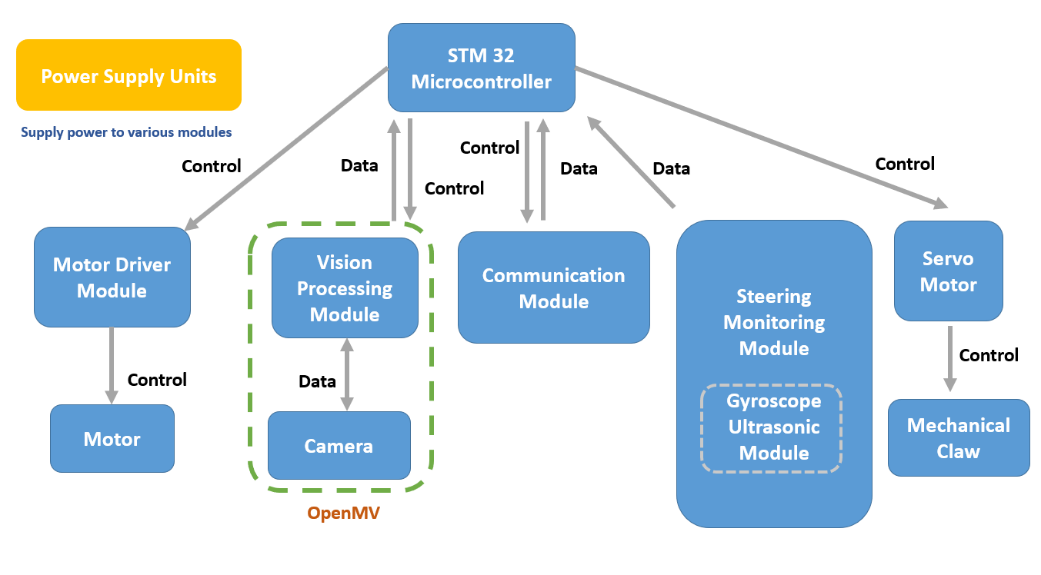 STM 32
Microcontroller
Power Supply Units
Supply power to various modules
Control
Data
Control
Control
Data
Data
Control
Motor Driver
Module
Vision
Processing
Module
Communication
Module
Steering
Monitoring
Module
Servo
Motor
Control
Data
Control
Motor
Camera
Gyroscope
Ultrasonic
Module
Mechanical
Claw
OpenMV